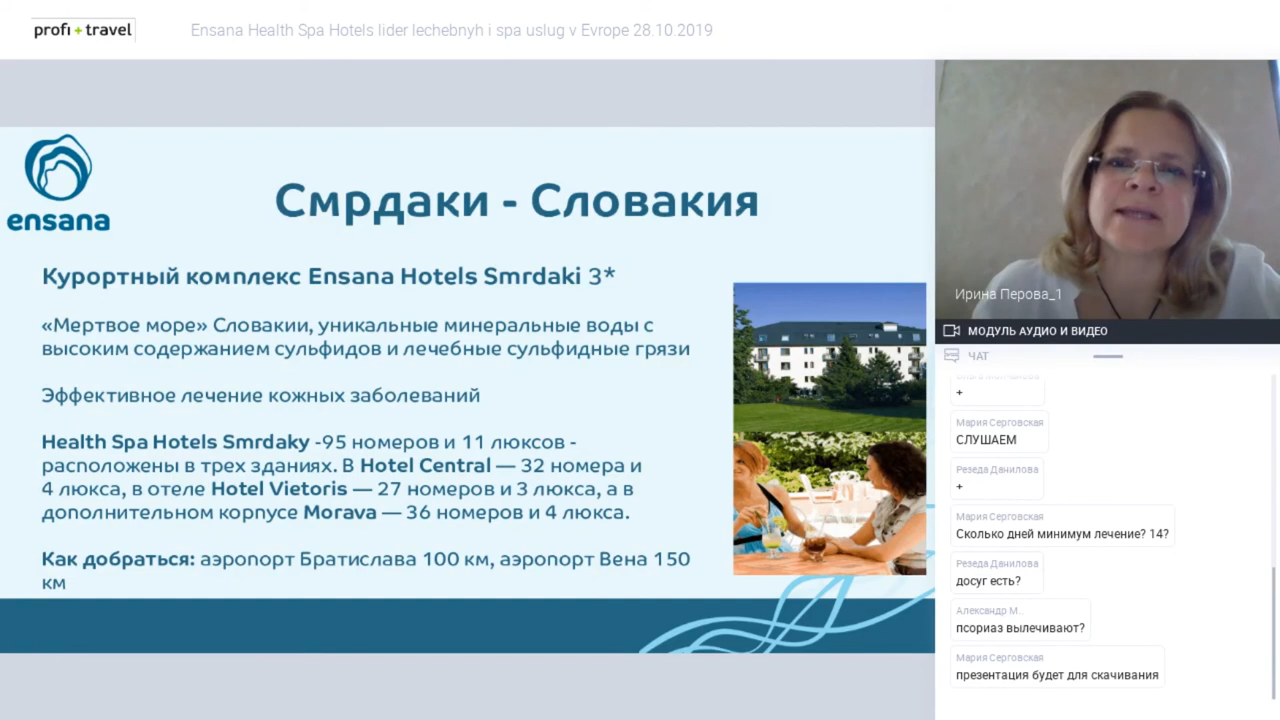 profi + travel
Ensana Health Spa Hotels lider lechebnyh i spa uslug v Evrope 28.10.2019
ensana
Смрдаки - Словакия
Курортный комплекс Ensana Hotels Smrdaki 3*
«Мертвое море» Словакии, уникальные минеральные воды с
высоким содержанием сульфидов и лечебные сульфидные грязи
Эффективное лечение кожных заболеваний
Health Spa Hotels Smrdaky -95 номеров и 11 люксов -
расположены в трех зданиях. В Hotel Central — 32 номера и
4 люкса, в отеле Hotel Vietoris — 27 номеров и 3 люкса, а в
дополнительном корпусе Morava — 36 номеров и 4 люкса.
Как добраться: аэропорт Братислава 100 км, аэропорт Вена 150
км
Ирина Перова_1
МОДУЛЬ АУДИО И ВИДЕО
ЧАТ
+
Мария Серговская
СЛУШАЕМ
Резеда Данилова
+
Мария Серговская
Сколько дней минимум лечение? 14?
Резеда Данилова
досуг есть?
Александр М..
псориаз вылечивают?
Мария Серговская
презентация будет для скачивания